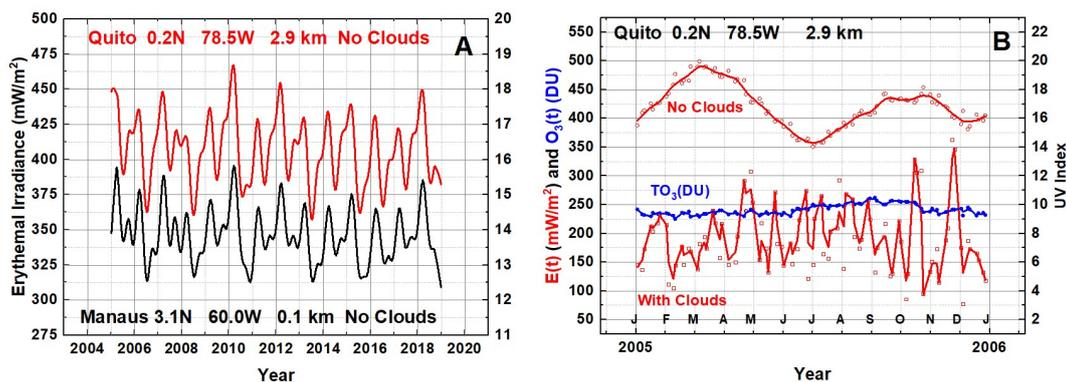 Quito 0.2N 78.5W 2.9 km No Clouds
A
Manaus 3.1N 60.0W 0.1 km No Clouds
Erythemal Irradiance (mW/m²)
500
475
450
425
400
375
350
325
300
275
20
19
18
17
16
15
14
13
12
11
2004 2006 2008 2010 2012 2014 2016 2018 2020
Year
Quito 0.2N 78.5W 2.9 km
B
No Clouds
TO₃(DU)
With Clouds
E(t) (mW/m²) and O₃(t) (DU)
550
500
450
400
350
300
250
200
150
100
50
22
20
18
16
14
12
10
8
6
4
2
UV Index
J F M A M J J A S O N D J
2005 2006
Year